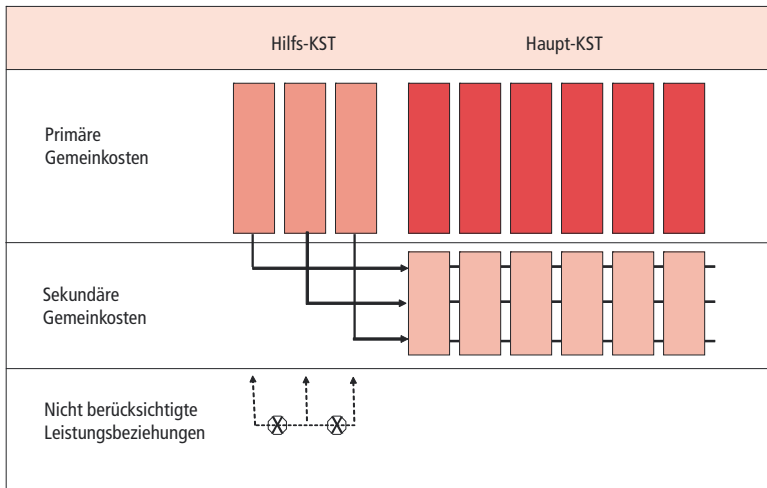 Hilfs-KST
Haupt-KST
Primäre
Gemeinkosten
Sekundäre
Gemeinkosten
Nicht berücksichtigte
Leistungsbeziehungen